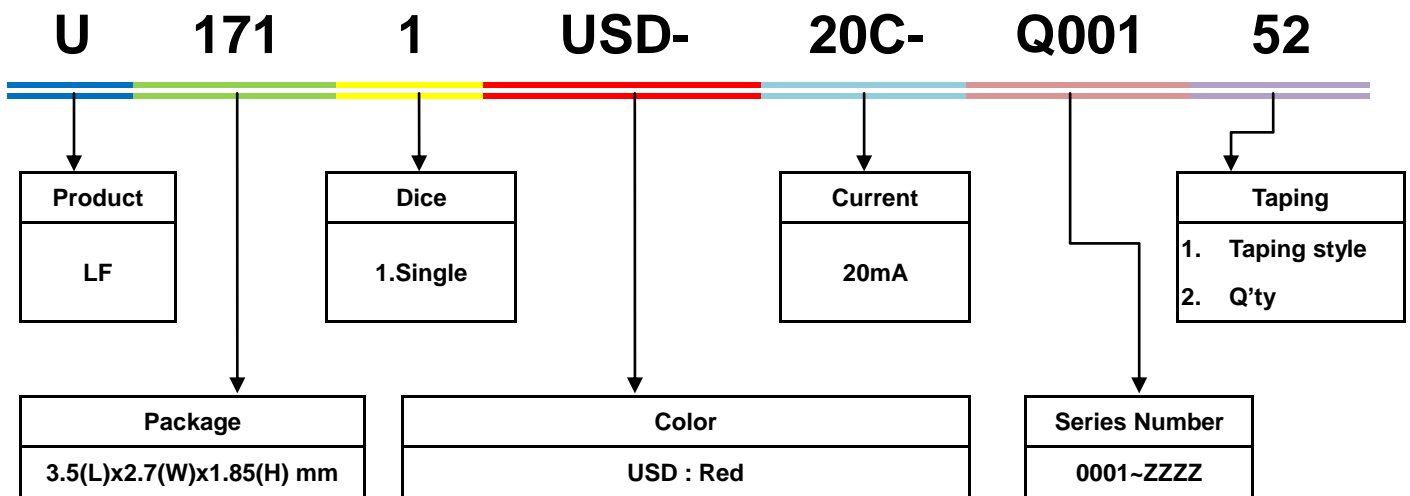 U 171 1 USD- 20C- Q001 52
Product
LF
Dice
1.Single
Current
20mA
Taping
1. Taping style
2. Q’ty
Package
3.5(L)x2.7(W)x1.85(H) mm
Color
USD : Red
Series Number
0001~ZZZZ